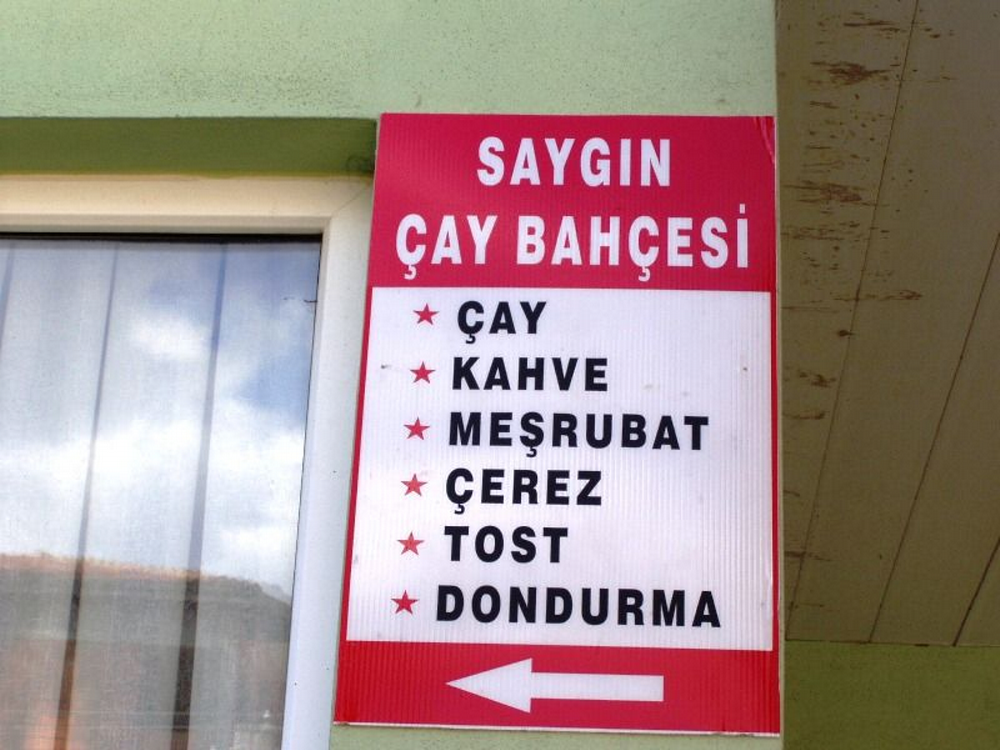 SAYGIN
ÇAY BAHÇESİ
ÇAY
KAHVE
MEŞRUBAT
ÇEREZ
TOST
DONDURMA